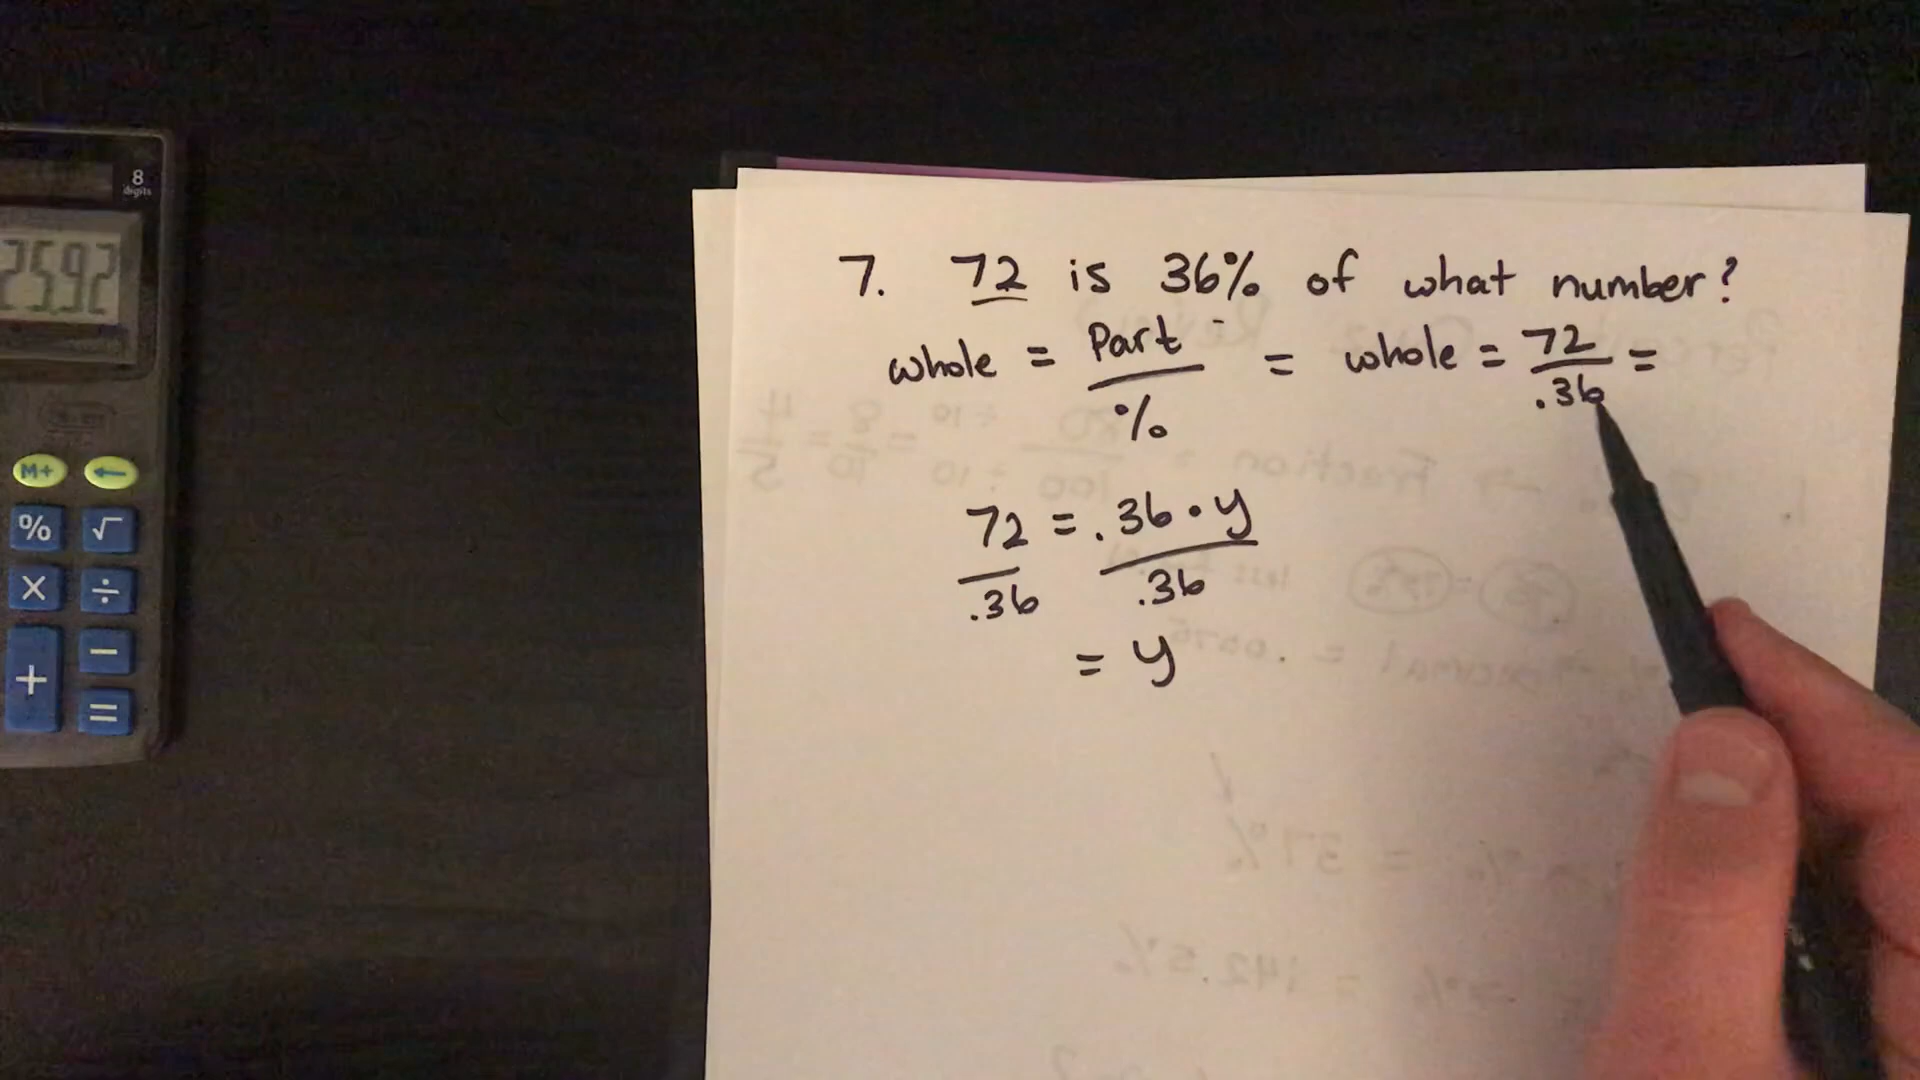 8
digits
25.92
M+ ←
% √
X ÷
+ −
=
7. 72 is 36% of what number?
whole = Part / % = whole = 72 / .36 =
72 = .36 · y
.36 .36
= y